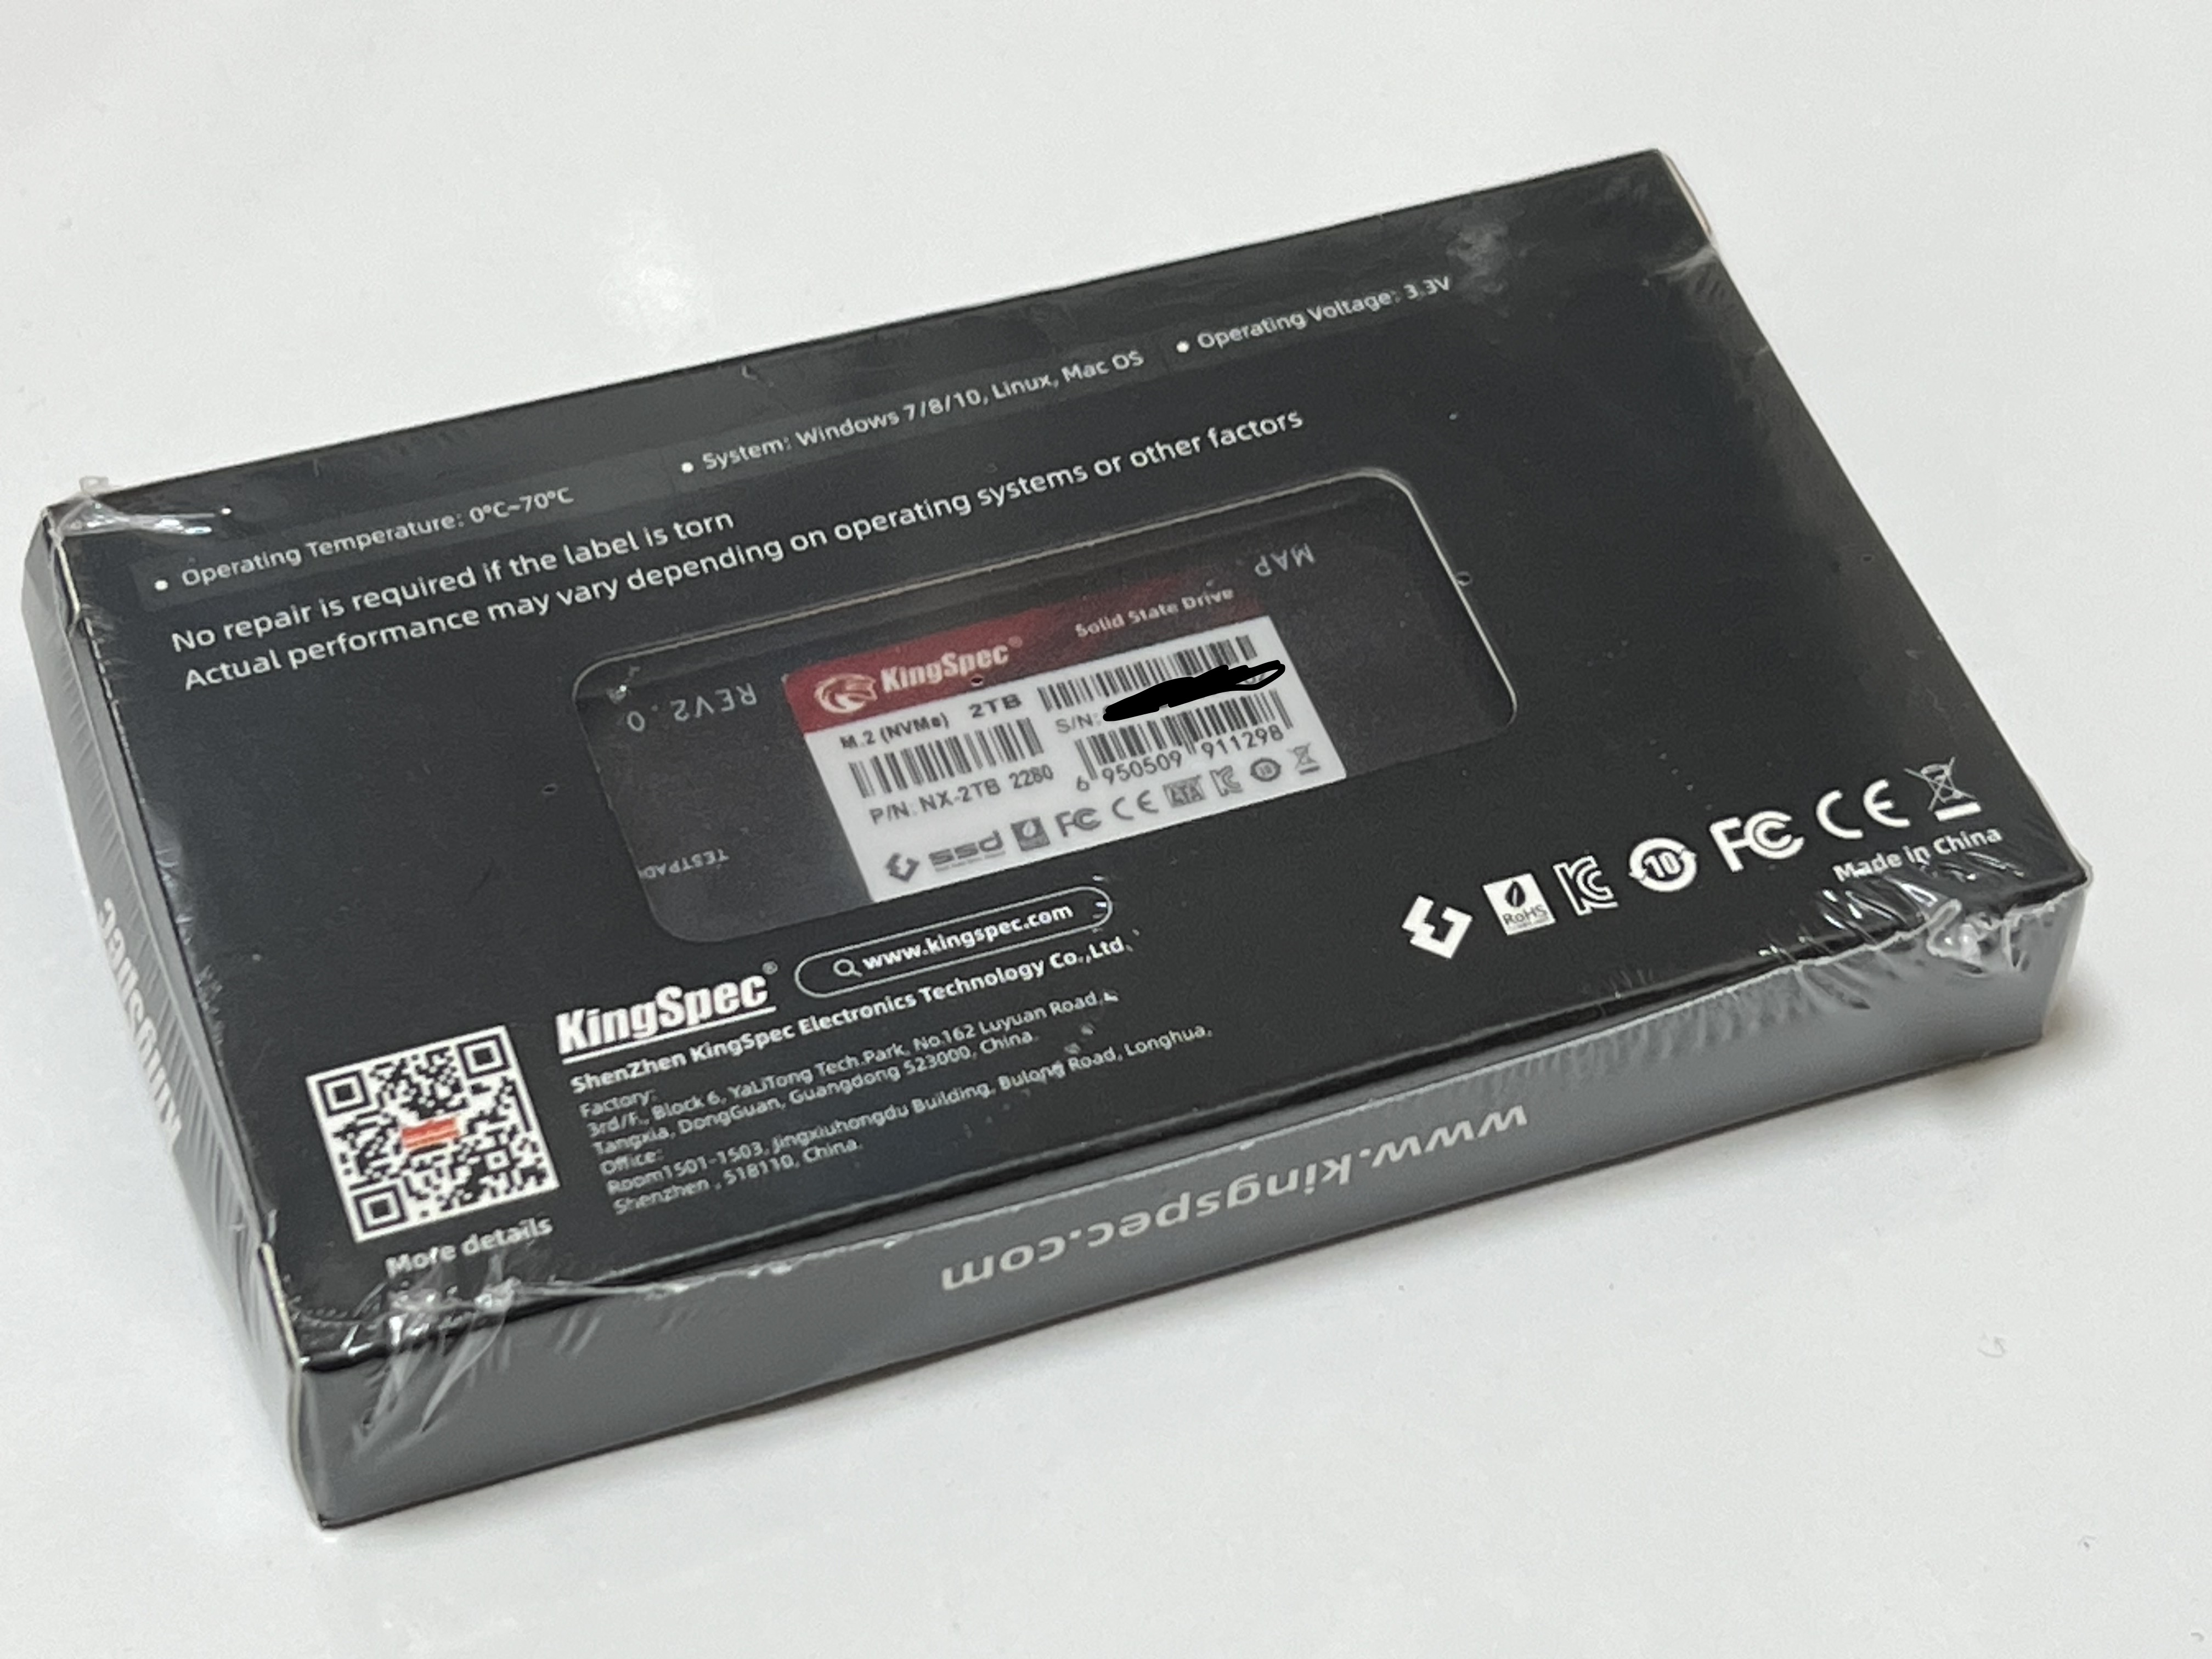 • Operating Temperature: 0°C~70°C • System: Windows 7/8/10, Linux, Mac OS • Operating Voltage: 3.3V
No repair is required if the label is torn
Actual performance may vary depending on operating systems or other factors
REV2.0
MAP
TESTPAD
KingSpec® Solid State Drive
M.2 (NVMe) 2TB
S/N:
P/N: NX-2TB 2280
6 950509 911298
ssd FC CE SATA 10
KingSpec® www.kingspec.com
ShenZhen KingSpec Electronics Technology Co.,Ltd.
Factory:
3rd/F., Block 6, YaLiTong Tech.Park, No.162 Luyuan Road,
Tangxia, DongGuan, Guangdong 523000, China.
Office:
Room1501-1503, Jingxiuhongdu Building, Bulong Road, Longhua,
Shenzhen, 518110, China.
More details
RoHS 10 FC CE
Made in China
www.kingspec.com